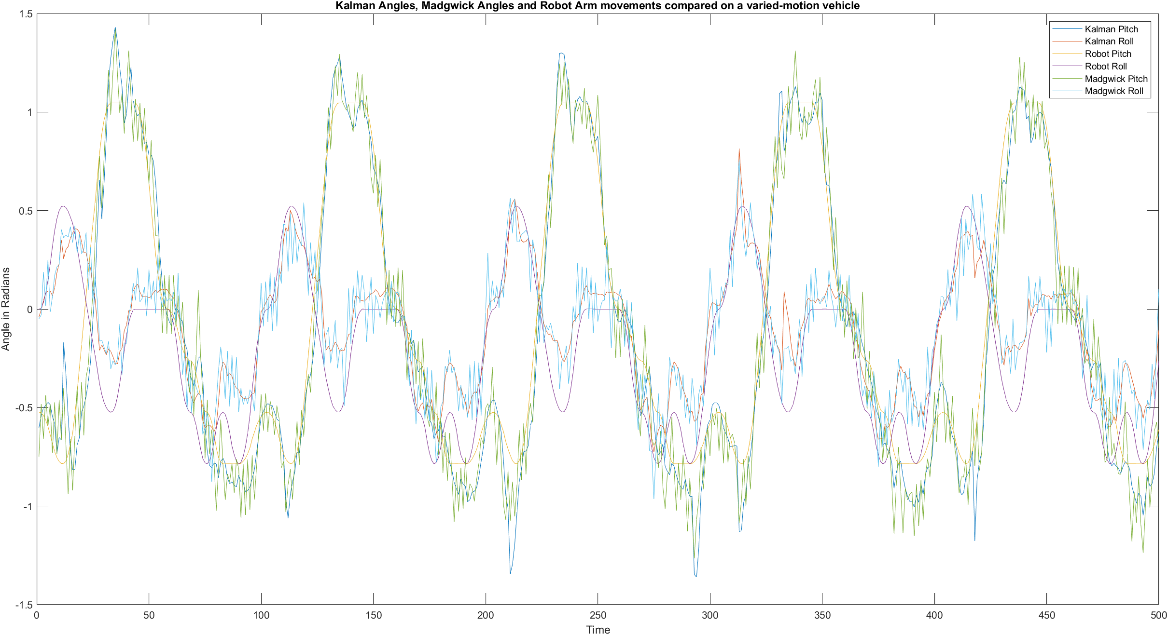 Kalman Angles, Madgwick Angles and Robot Arm movements compared on a varied-motion vehicle
1.5
1
0.5
0
-0.5
-1
-1.5
Angle in Radians
Kalman Pitch
Kalman Roll
Robot Pitch
Robot Roll
Madgwick Pitch
Madgwick Roll
0 50 100 150 200 250 300 350 400 450 500
Time